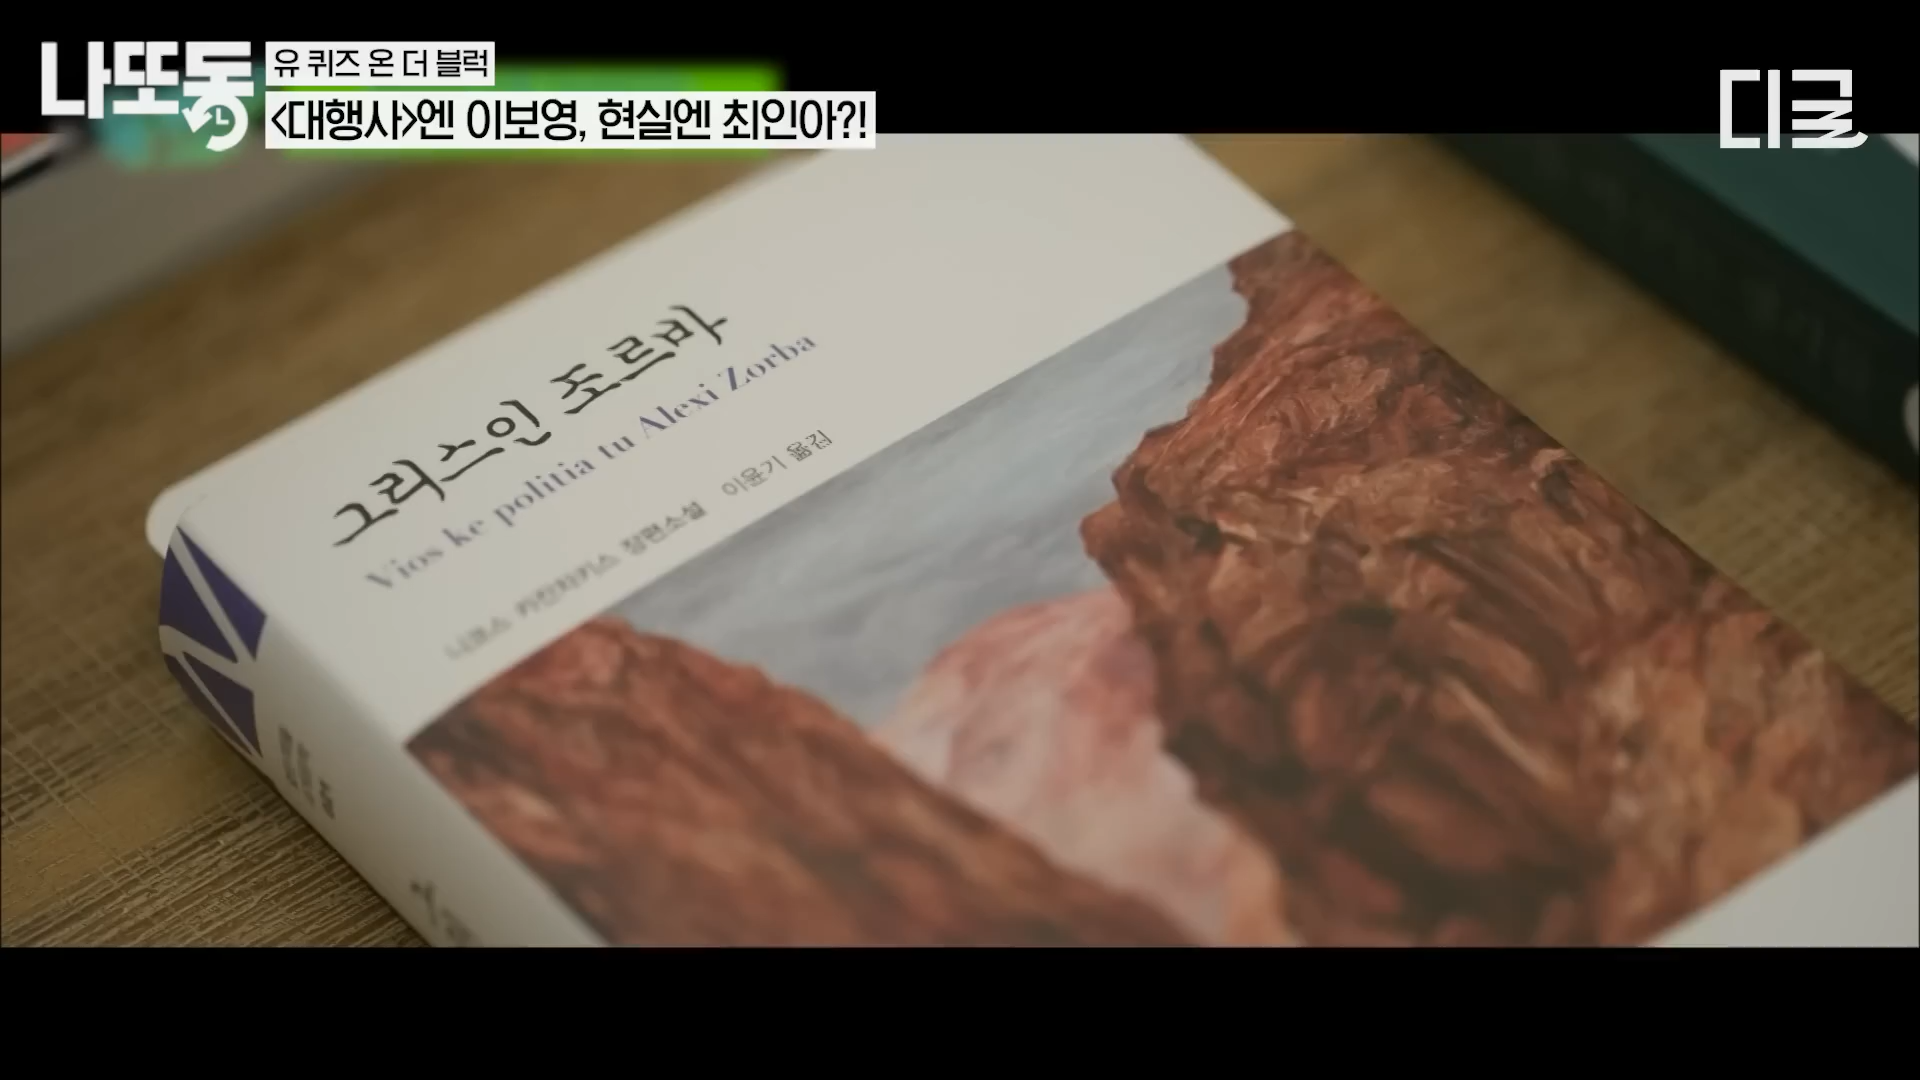 나또동
유 퀴즈 온 더 블럭
<대행사>엔 이보영, 현실엔 최인아?!
디글
그리스인 조르바
Vios ke politia tu Alexi Zorba
니코스 카잔차키스 장편소설 이윤기 옮김